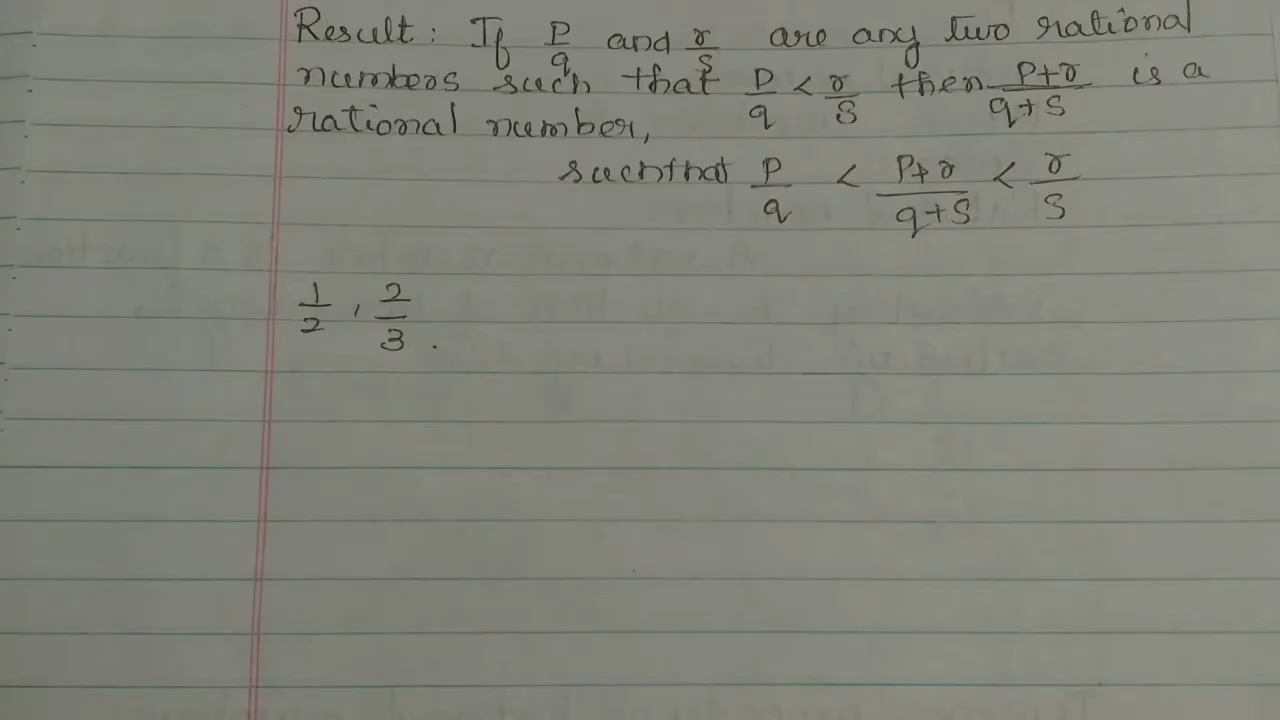 Result: If p/q and r/s are any two rational
numbers such that p/q < r/s then p+r/q+s is a
rational number,
such that p/q < p+r/q+s < r/s
1/2 , 2/3 .